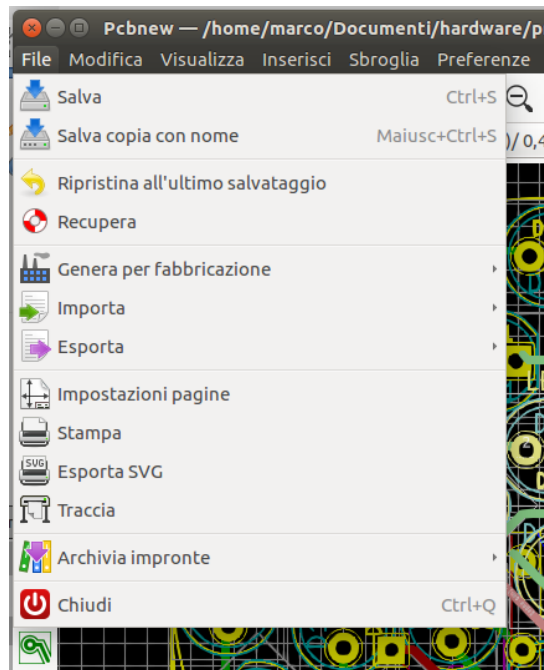 Pcbnew — /home/marco/Documenti/hardware/p
File Modifica Visualizza Inserisci Sbroglia Preferenze
Salva Ctrl+S
Salva copia con nome Maiusc+Ctrl+S
)/ 0,4
Ripristina all'ultimo salvataggio
Recupera
Genera per fabbricazione
Importa
Esporta
Impostazioni pagine
Stampa
SVG Esporta SVG
Traccia
Archivia impronte
Chiudi Ctrl+Q